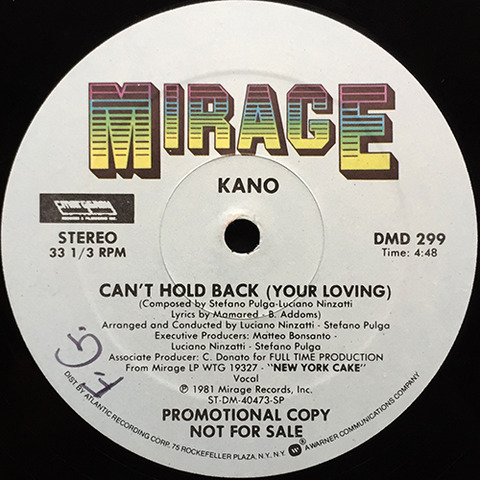 MIRAGE
KANO
Emergency
STEREO
33 1/3 RPM
DMD 299
Time: 4:48
CAN'T HOLD BACK (YOUR LOVING)
(Composed by Stefano Pulga-Luciano Ninzatti)
Lyrics by Mamared - B. Addoms)
Arranged and Conducted by Luciano Ninzatti - Stefano Pulga
Executive Producers: Matteo Bonsanto -
Luciano Ninzatti - Stefano Pulga
Associate Producer: C. Donato for FULL TIME PRODUCTION
From Mirage LP WTG 19327 - "NEW YORK CAKE"
Vocal
℗ 1981 Mirage Records, Inc.
ST-DM-40473-SP
PROMOTIONAL COPY
NOT FOR SALE
DIST BY ATLANTIC RECORDING CORP. 75 ROCKEFELLER PLAZA, N.Y. N.Y. W ® A WARNER COMMUNICATIONS COMPANY